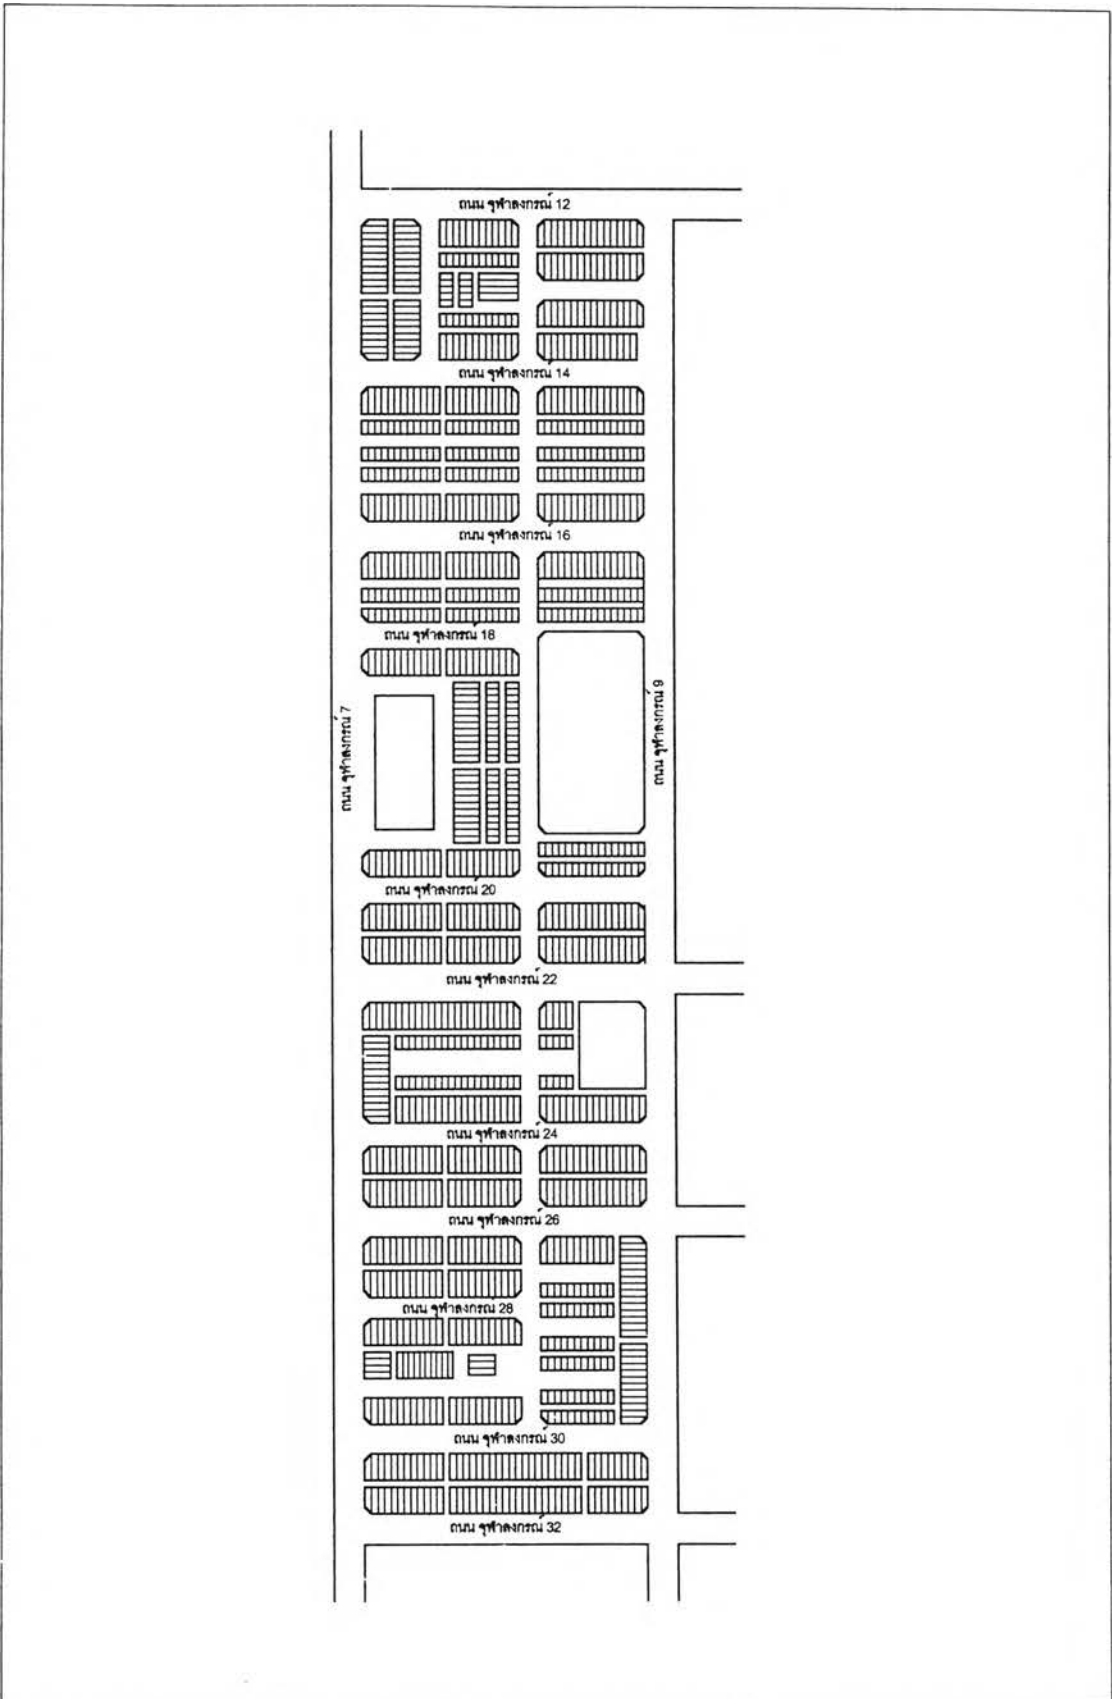 ถนน จุฬาลงกรณ์ 12
ถนน จุฬาลงกรณ์ 14
ถนน จุฬาลงกรณ์ 16
ถนน จุฬาลงกรณ์ 18
ถนน จุฬาลงกรณ์ 7
ถนน จุฬาลงกรณ์ 9
ถนน จุฬาลงกรณ์ 20
ถนน จุฬาลงกรณ์ 22
ถนน จุฬาลงกรณ์ 24
ถนน จุฬาลงกรณ์ 26
ถนน จุฬาลงกรณ์ 28
ถนน จุฬาลงกรณ์ 30
ถนน จุฬาลงกรณ์ 32